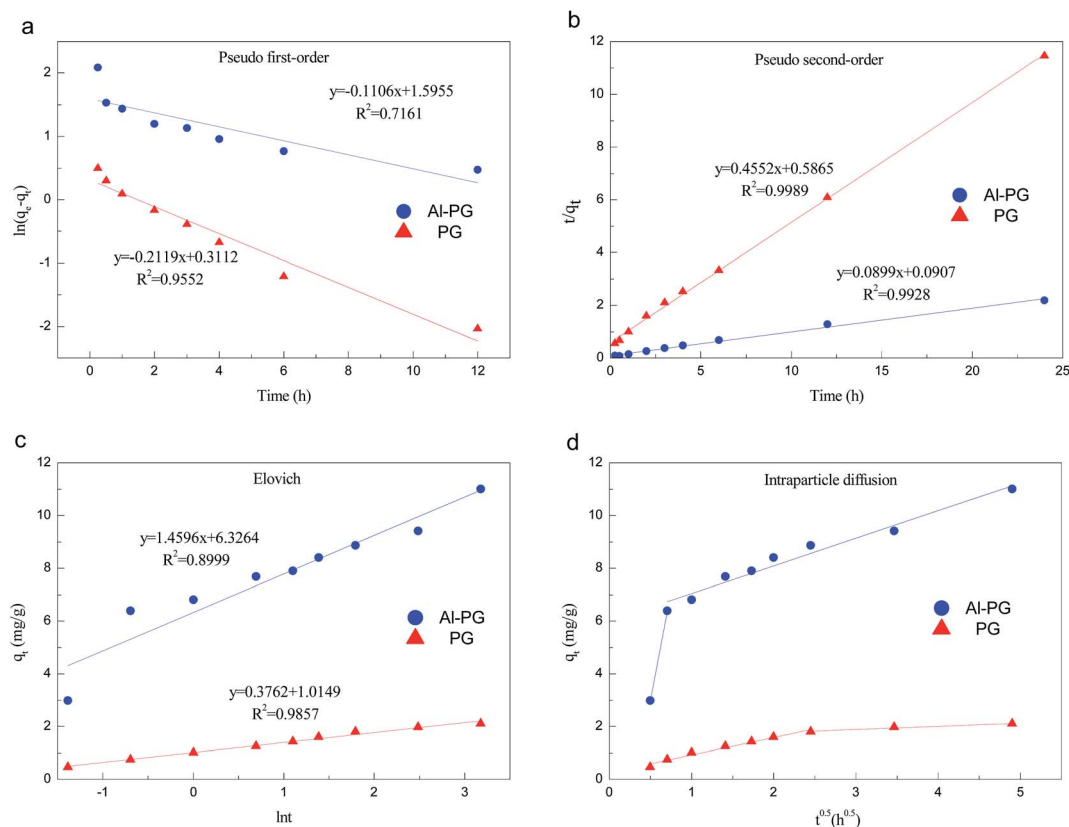 a
Pseudo first-order
y=-0.1106x+1.5955
R²=0.7161
Al-PG
PG
y=-0.2119x+0.3112
R²=0.9552
ln(qₑ-qₜ)
2
1
0
-1
-2
0 2 4 6 8 10 12
Time (h)
b
Pseudo second-order
y=0.4552x+0.5865
R²=0.9989
Al-PG
PG
y=0.0899x+0.0907
R²=0.9928
t/qₜ
12
10
8
6
4
2
0
0 5 10 15 20 25
Time (h)
c
Elovich
y=1.4596x+6.3264
R²=0.8999
Al-PG
PG
y=0.3762+1.0149
R²=0.9857
qₜ (mg/g)
12
10
8
6
4
2
0
-1 0 1 2 3
lnt
d
Intraparticle diffusion
Al-PG
PG
qₜ (mg/g)
12
10
8
6
4
2
0
0 1 2 3 4 5
t⁰·⁵(h⁰·⁵)